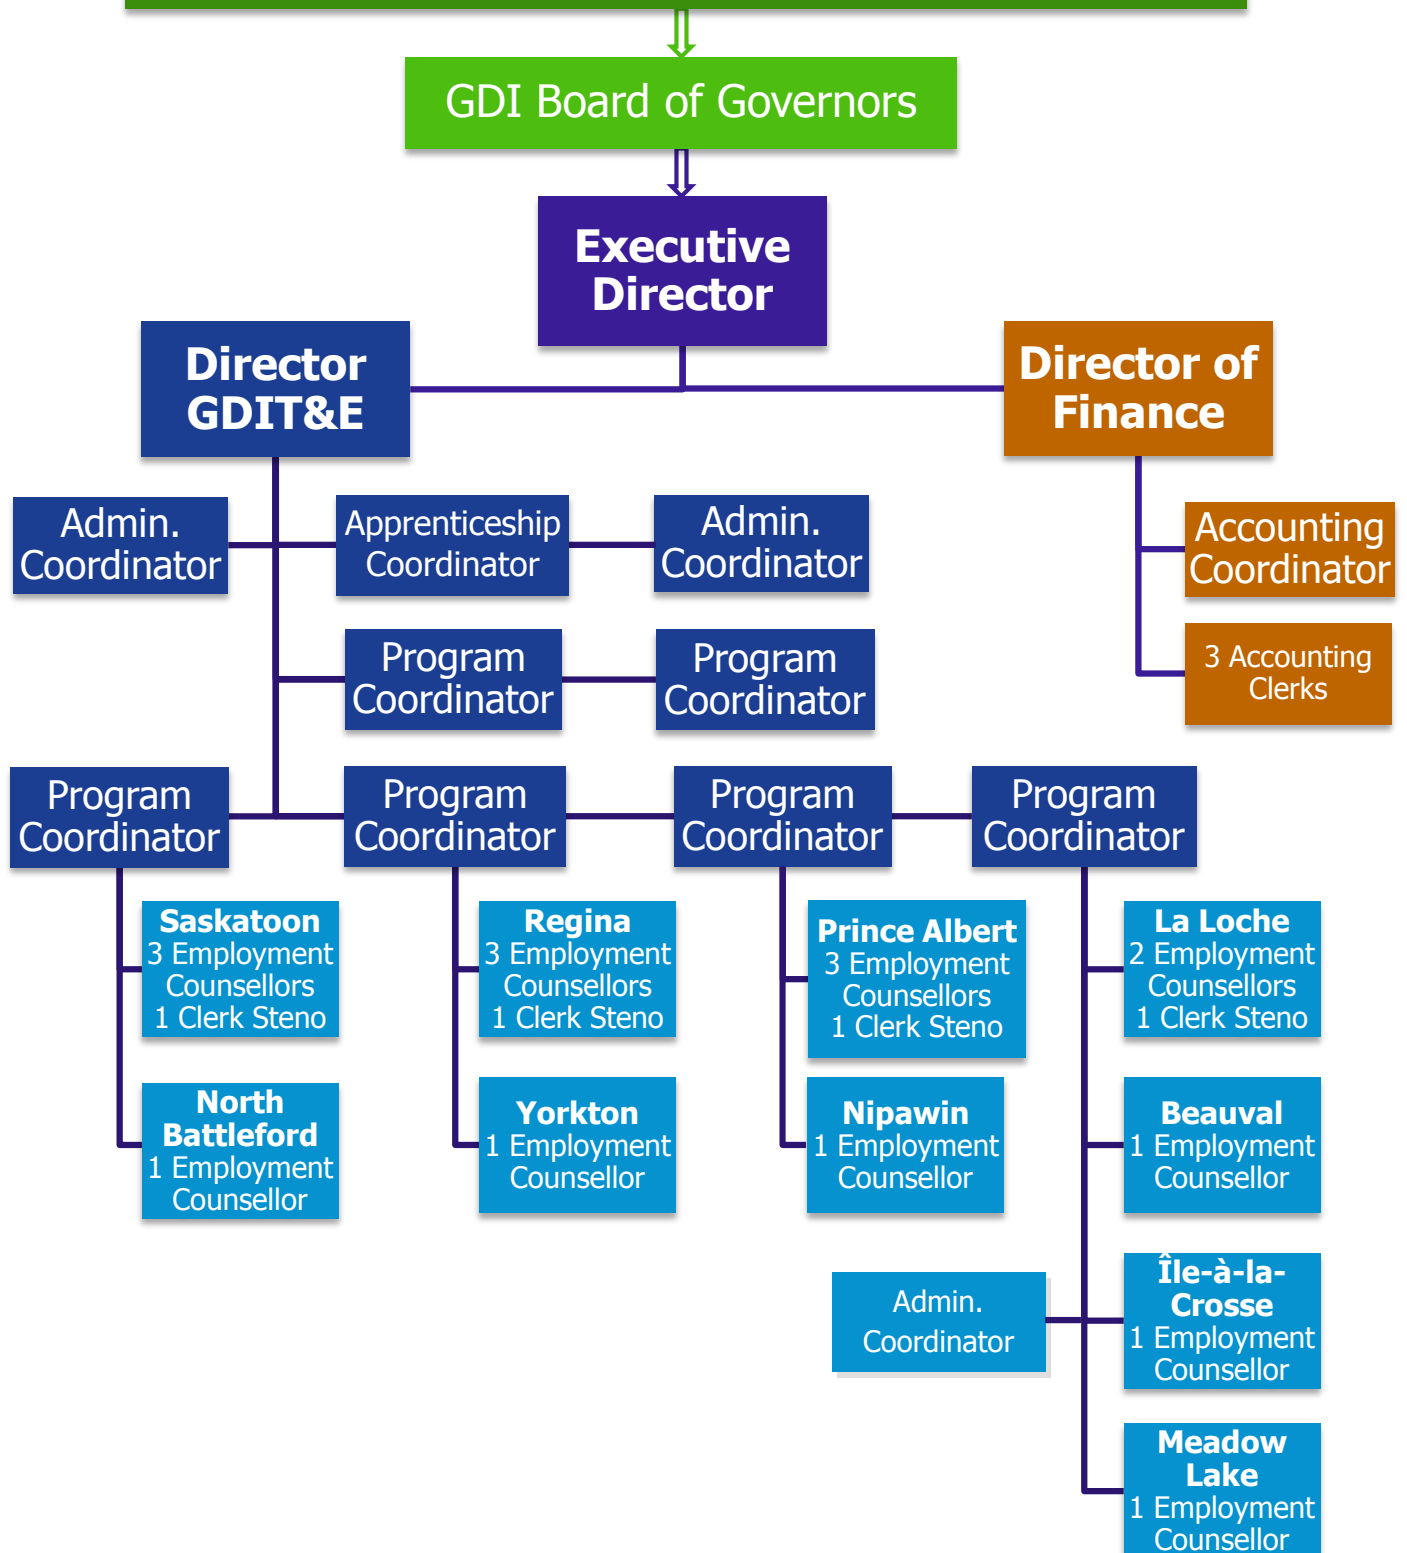 GDI Board of Governors
Executive
Director
Director
GDIT&E
Director of
Finance
Admin.
Coordinator
Apprenticeship
Coordinator
Admin.
Coordinator
Accounting
Coordinator
Program
Coordinator
Program
Coordinator
3 Accounting
Clerks
Program
Coordinator
Program
Coordinator
Program
Coordinator
Program
Coordinator
Saskatoon
3 Employment
Counsellors
1 Clerk Steno
Regina
3 Employment
Counsellors
1 Clerk Steno
Prince Albert
3 Employment
Counsellors
1 Clerk Steno
La Loche
2 Employment
Counsellors
1 Clerk Steno
North
Battleford
1 Employment
Counsellor
Yorkton
1 Employment
Counsellor
Nipawin
1 Employment
Counsellor
Beauval
1 Employment
Counsellor
Admin.
Coordinator
Île-à-la-
Crosse
1 Employment
Counsellor
Meadow
Lake
1 Employment
Counsellor